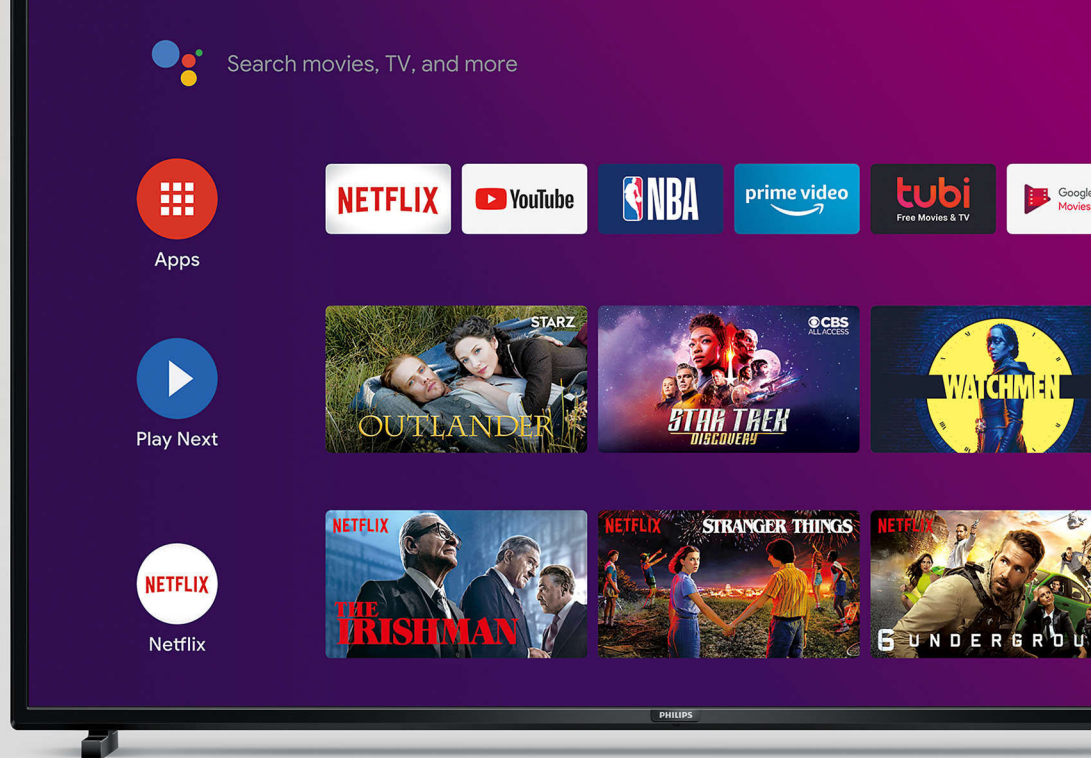 Search movies, TV, and more
Apps
NETFLIX
YouTube
NBA
prime video
tubi
Free Movies & TV
Google
Movies
Play Next
STARZ
OUTLANDER
CBS
ALL ACCESS
STAR TREK
DISCOVERY
WATCHMEN
NETFLIX
Netflix
NETFLIX
THE
IRISHMAN
NETFLIX
STRANGER THINGS
NETFLIX
6 UNDERGROU
PHILIPS